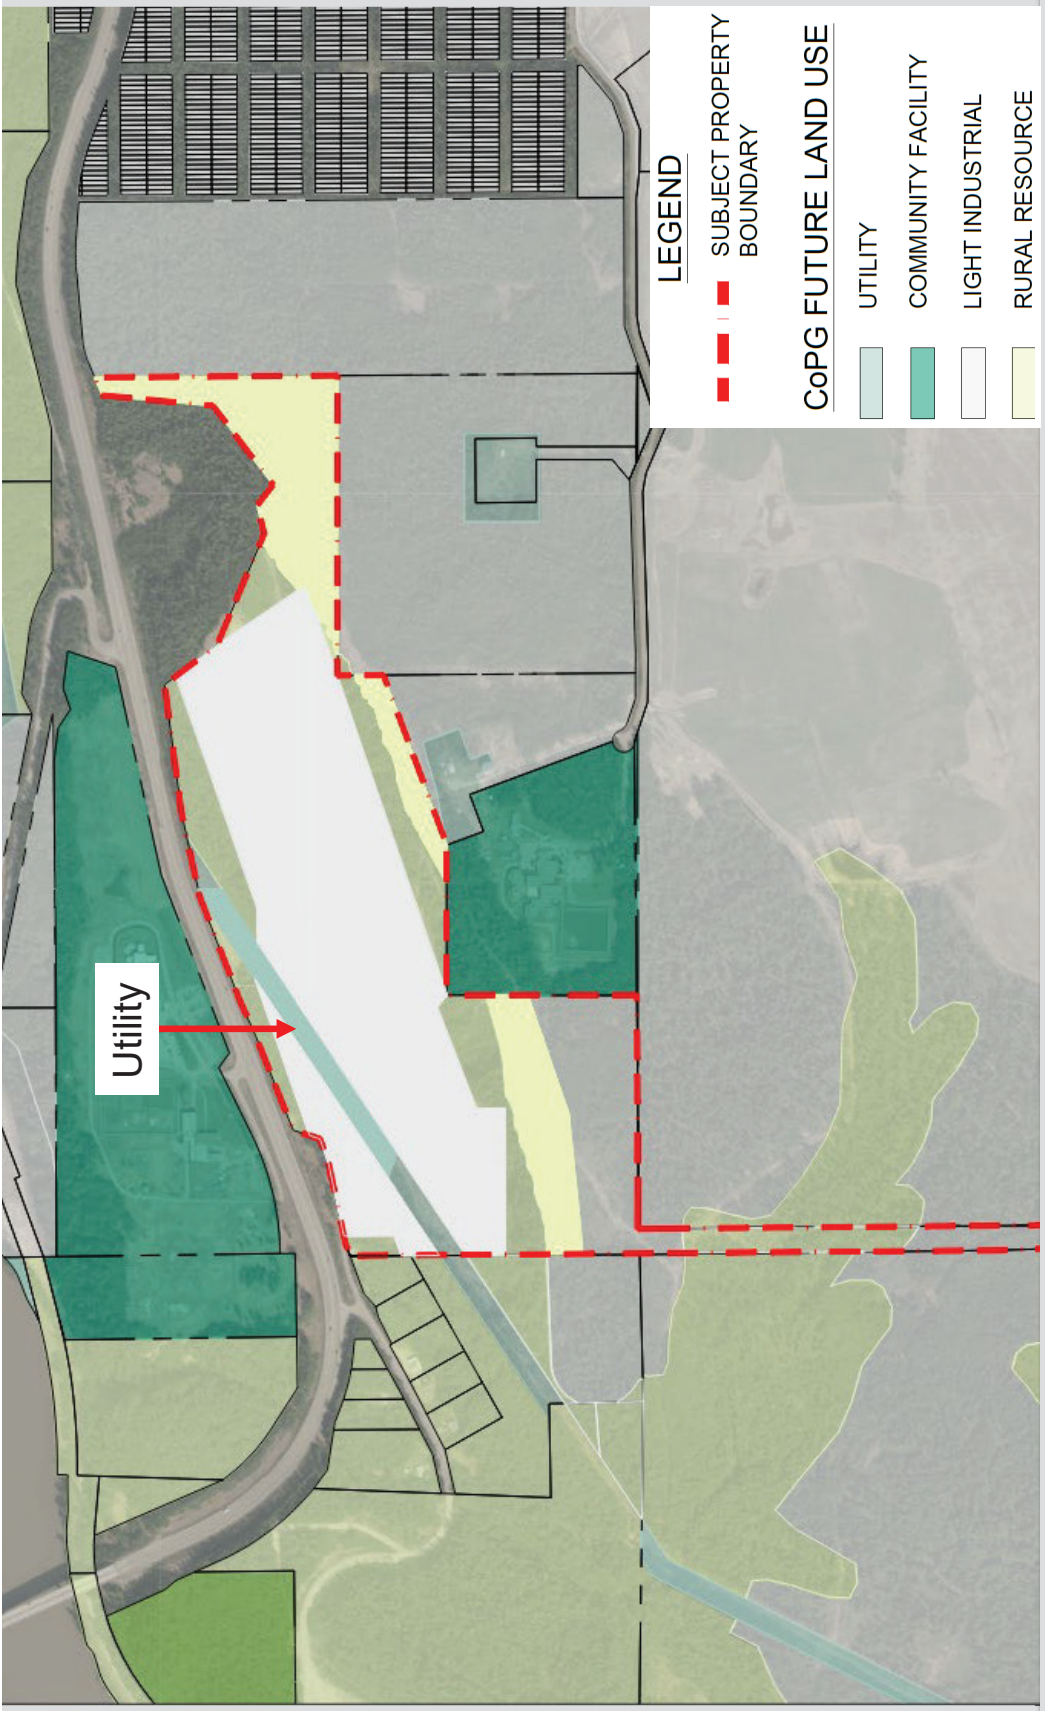 Utility
LEGEND
SUBJECT PROPERTY
BOUNDARY
CoPG FUTURE LAND USE
UTILITY
COMMUNITY FACILITY
LIGHT INDUSTRIAL
RURAL RESOURCE